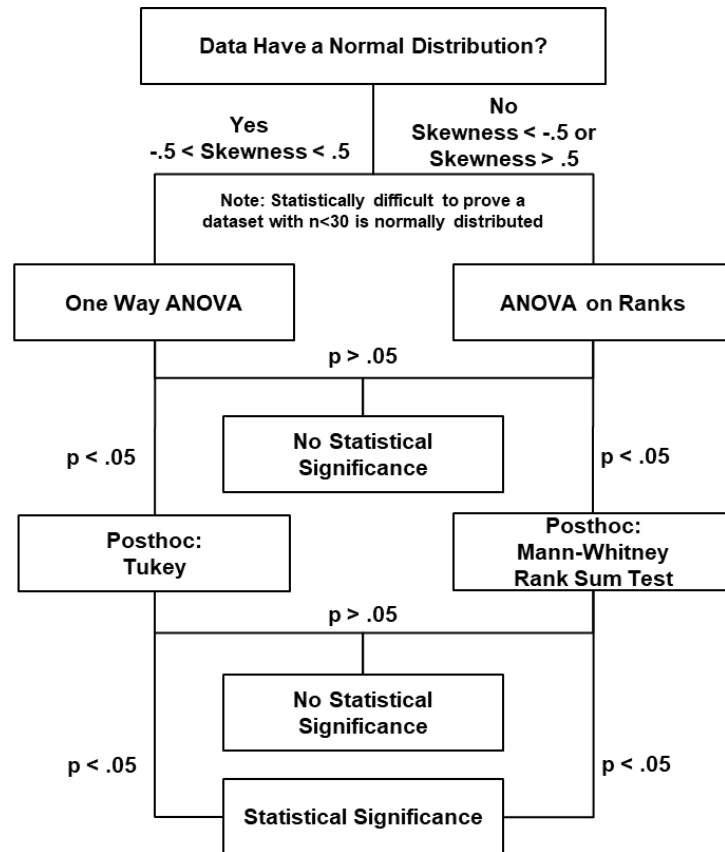 Data Have a Normal Distribution?
Yes
-.5 < Skewness < .5
No
Skewness < -.5 or
Skewness > .5
Note: Statistically difficult to prove a
dataset with n<30 is normally distributed
One Way ANOVA
ANOVA on Ranks
p > .05
No Statistical
Significance
p < .05
p < .05
Posthoc:
Tukey
Posthoc:
Mann-Whitney
Rank Sum Test
p > .05
No Statistical
Significance
p < .05
p < .05
Statistical Significance